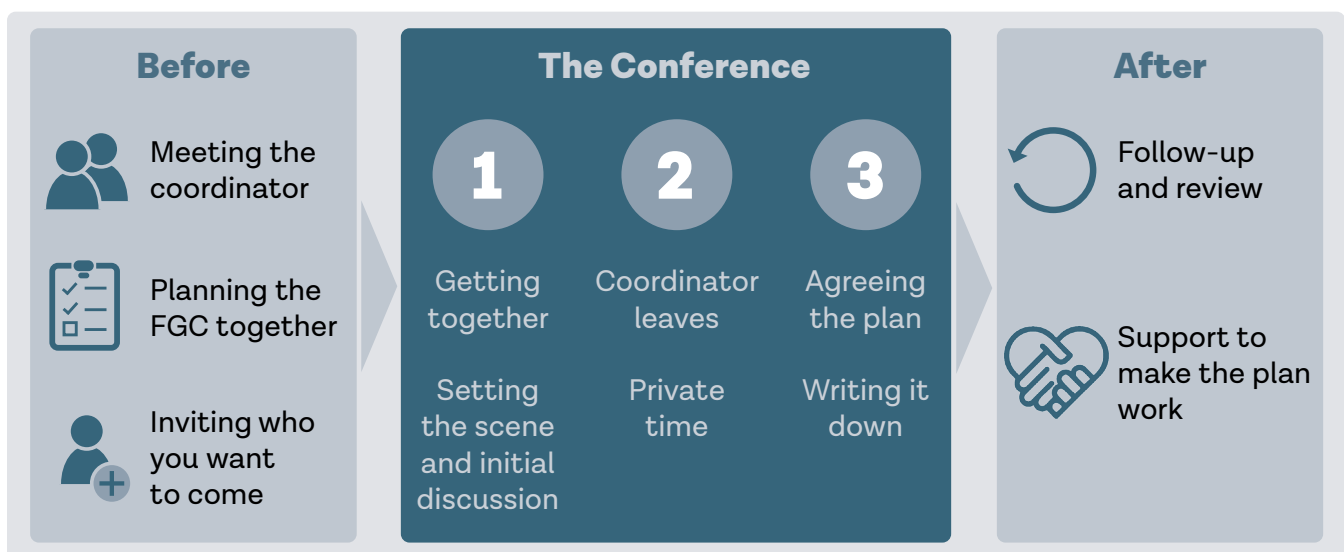 Before
Meeting the
coordinator
Planning the
FGC together
Inviting who
you want
to come
The Conference
1
Getting
together
Setting
the scene
and initial
discussion
2
Coordinator
leaves
Private
time
3
Agreeing
the plan
Writing it
down
After
Follow-up
and review
Support to
make the plan
work